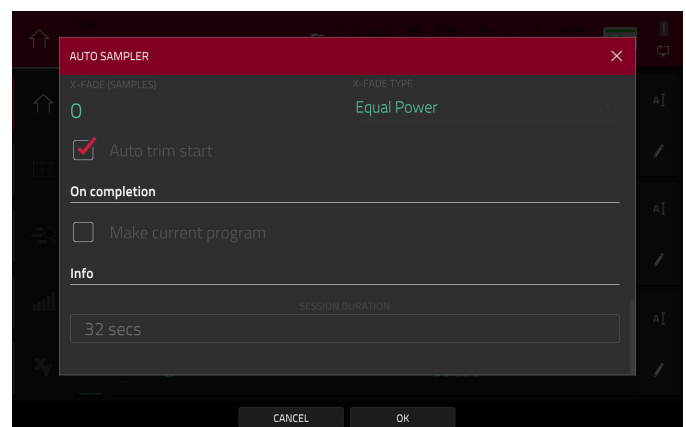 AUTO SAMPLER
X-FADE (SAMPLES)
X-FADE TYPE
0
Equal Power
Auto trim start
On completion
Make current program
Info
SESSION DURATION
32 secs
CANCEL
OK